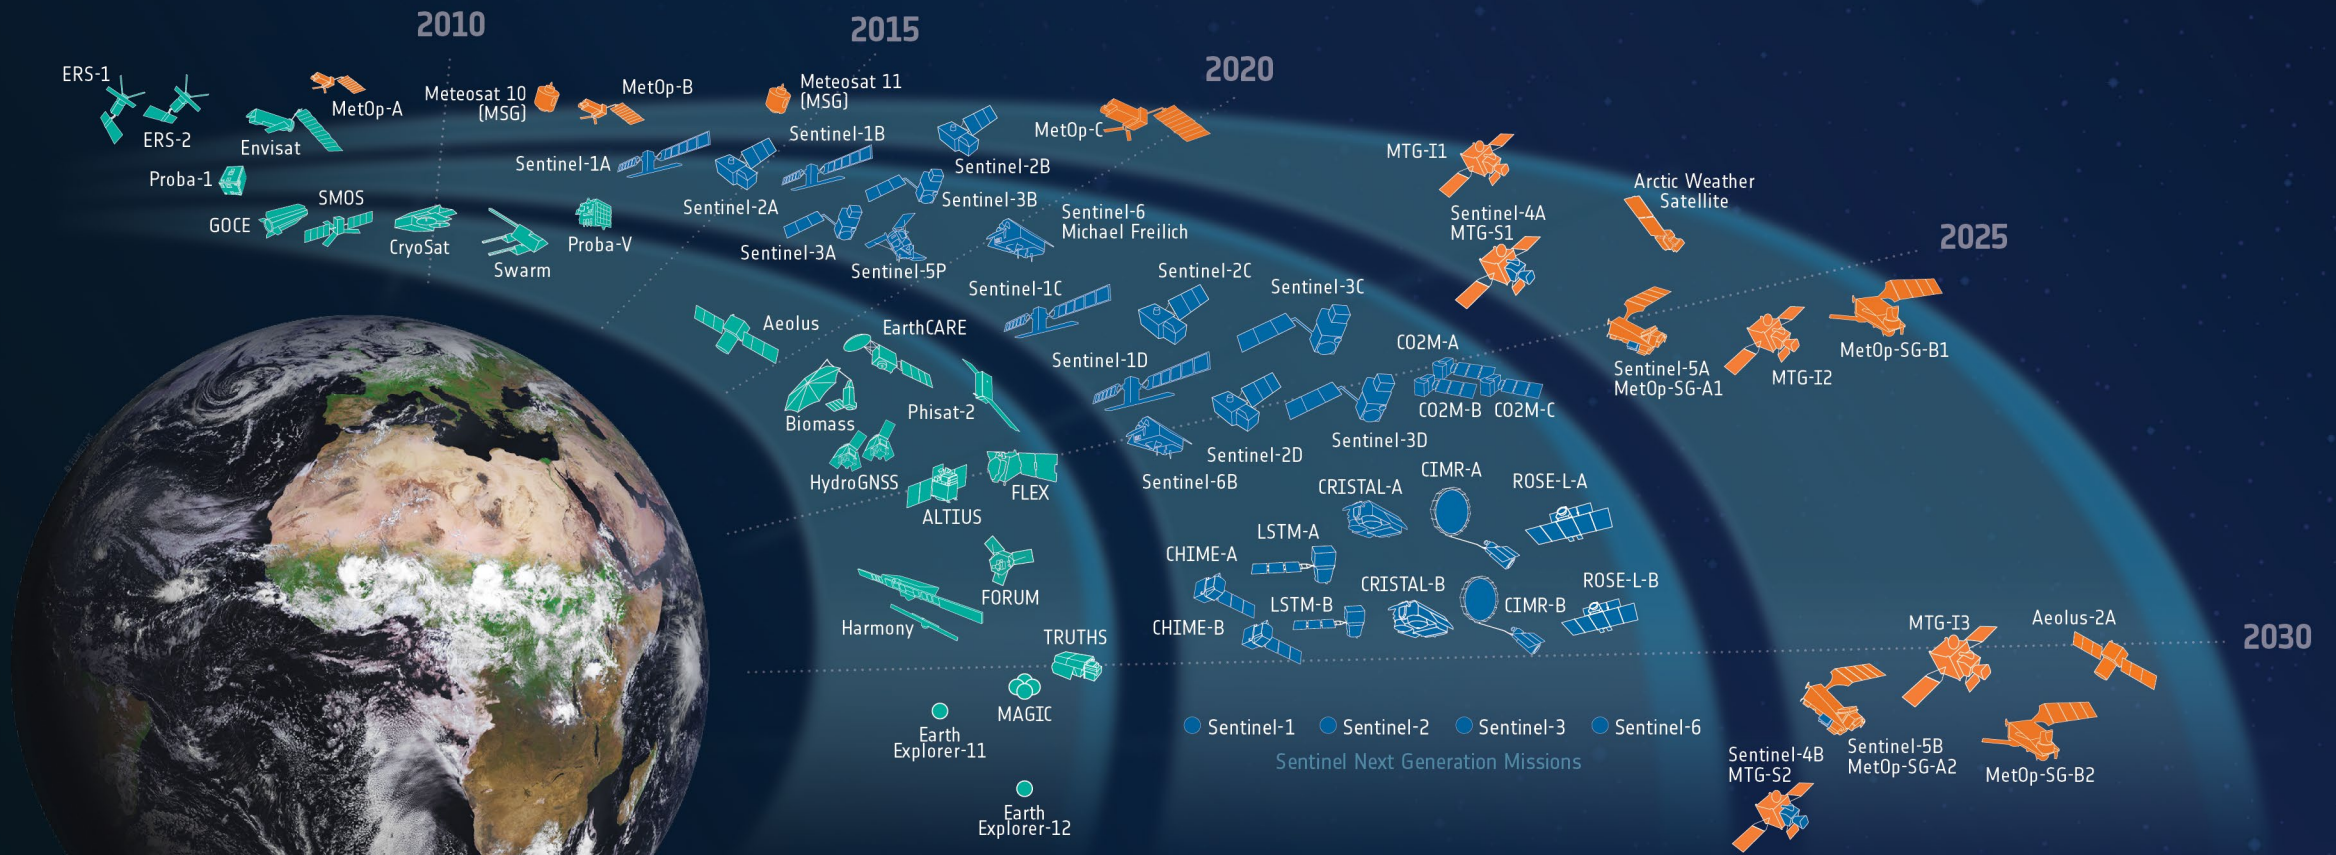 2010
2015
2020
2025
2030
ERS-1
ERS-2
MetOp-A
Envisat
Meteosat 10
(MSG)
MetOp-B
Meteosat 11
(MSG)
MetOp-C
MTG-I1
Arctic Weather
Satellite
Sentinel-4A
MTG-S1
Sentinel-5A
MetOp-SG-A1
MTG-I2
MetOp-SG-B1
Proba-1
GOCE
SMOS
CryoSat
Swarm
Proba-V
Sentinel-1A
Sentinel-2A
Sentinel-1B
Sentinel-2B
Sentinel-3A
Sentinel-3B
Sentinel-5P
Sentinel-6
Michael Freilich
Sentinel-1C
Sentinel-2C
Sentinel-3C
Sentinel-1D
Sentinel-2D
Sentinel-3D
Sentinel-6B
CO2M-A
CO2M-B
CO2M-C
Aeolus
EarthCARE
Biomass
Phisat-2
HydroGNSS
ALTIUS
FLEX
FORUM
Harmony
TRUTHS
MAGIC
Earth
Explorer-11
Earth
Explorer-12
CRISTAL-A
CIMR-A
ROSE-L-A
LSTM-A
CHIME-A
CRISTAL-B
CIMR-B
ROSE-L-B
LSTM-B
CHIME-B
Sentinel-1
Sentinel-2
Sentinel-3
Sentinel-6
Sentinel Next Generation Missions
MTG-I3
Aeolus-2A
Sentinel-4B
MTG-S2
Sentinel-5B
MetOp-SG-A2
MetOp-SG-B2